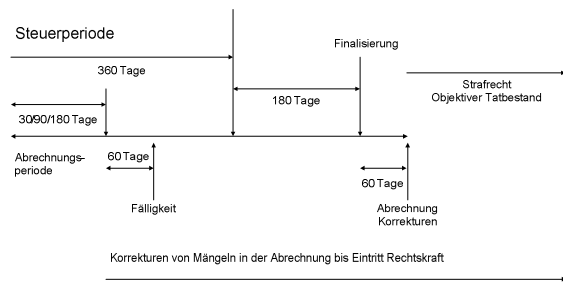 Steuerperiode
Finalisierung
360 Tage
Strafrecht
Objektiver Tatbestand
180 Tage
30/90/180 Tage
Abrechnungs-
periode
60 Tage
60 Tage
Fälligkeit
Abrechnung
Korrekturen
Korrekturen von Mängeln in der Abrechnung bis Eintritt Rechtskraft